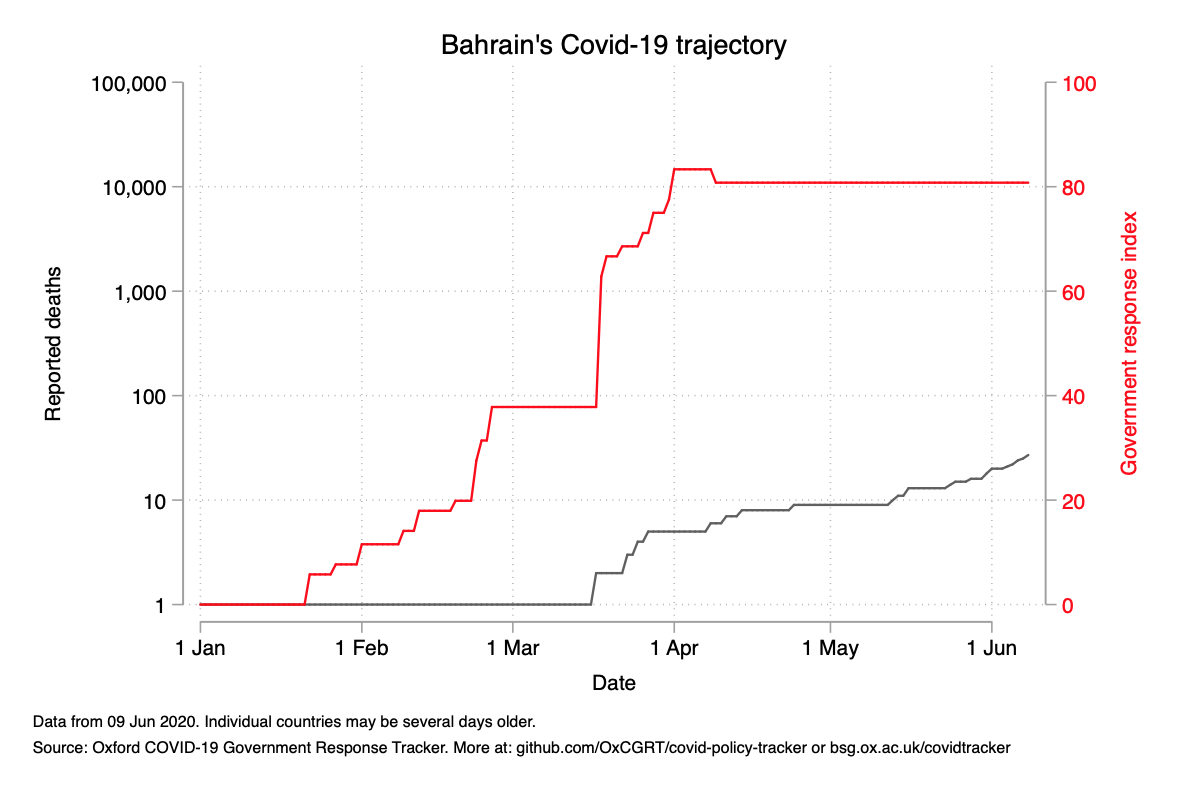 Bahrain's Covid-19 trajectory
100,000
10,000
1,000
100
10
1
Reported deaths
100
80
60
40
20
0
Government response index
1 Jan
1 Feb
1 Mar
1 Apr
1 May
1 Jun
Date
Data from 09 Jun 2020. Individual countries may be several days older.
Source: Oxford COVID-19 Government Response Tracker. More at: github.com/OxCGRT/covid-policy-tracker or bsg.ox.ac.uk/covidtracker